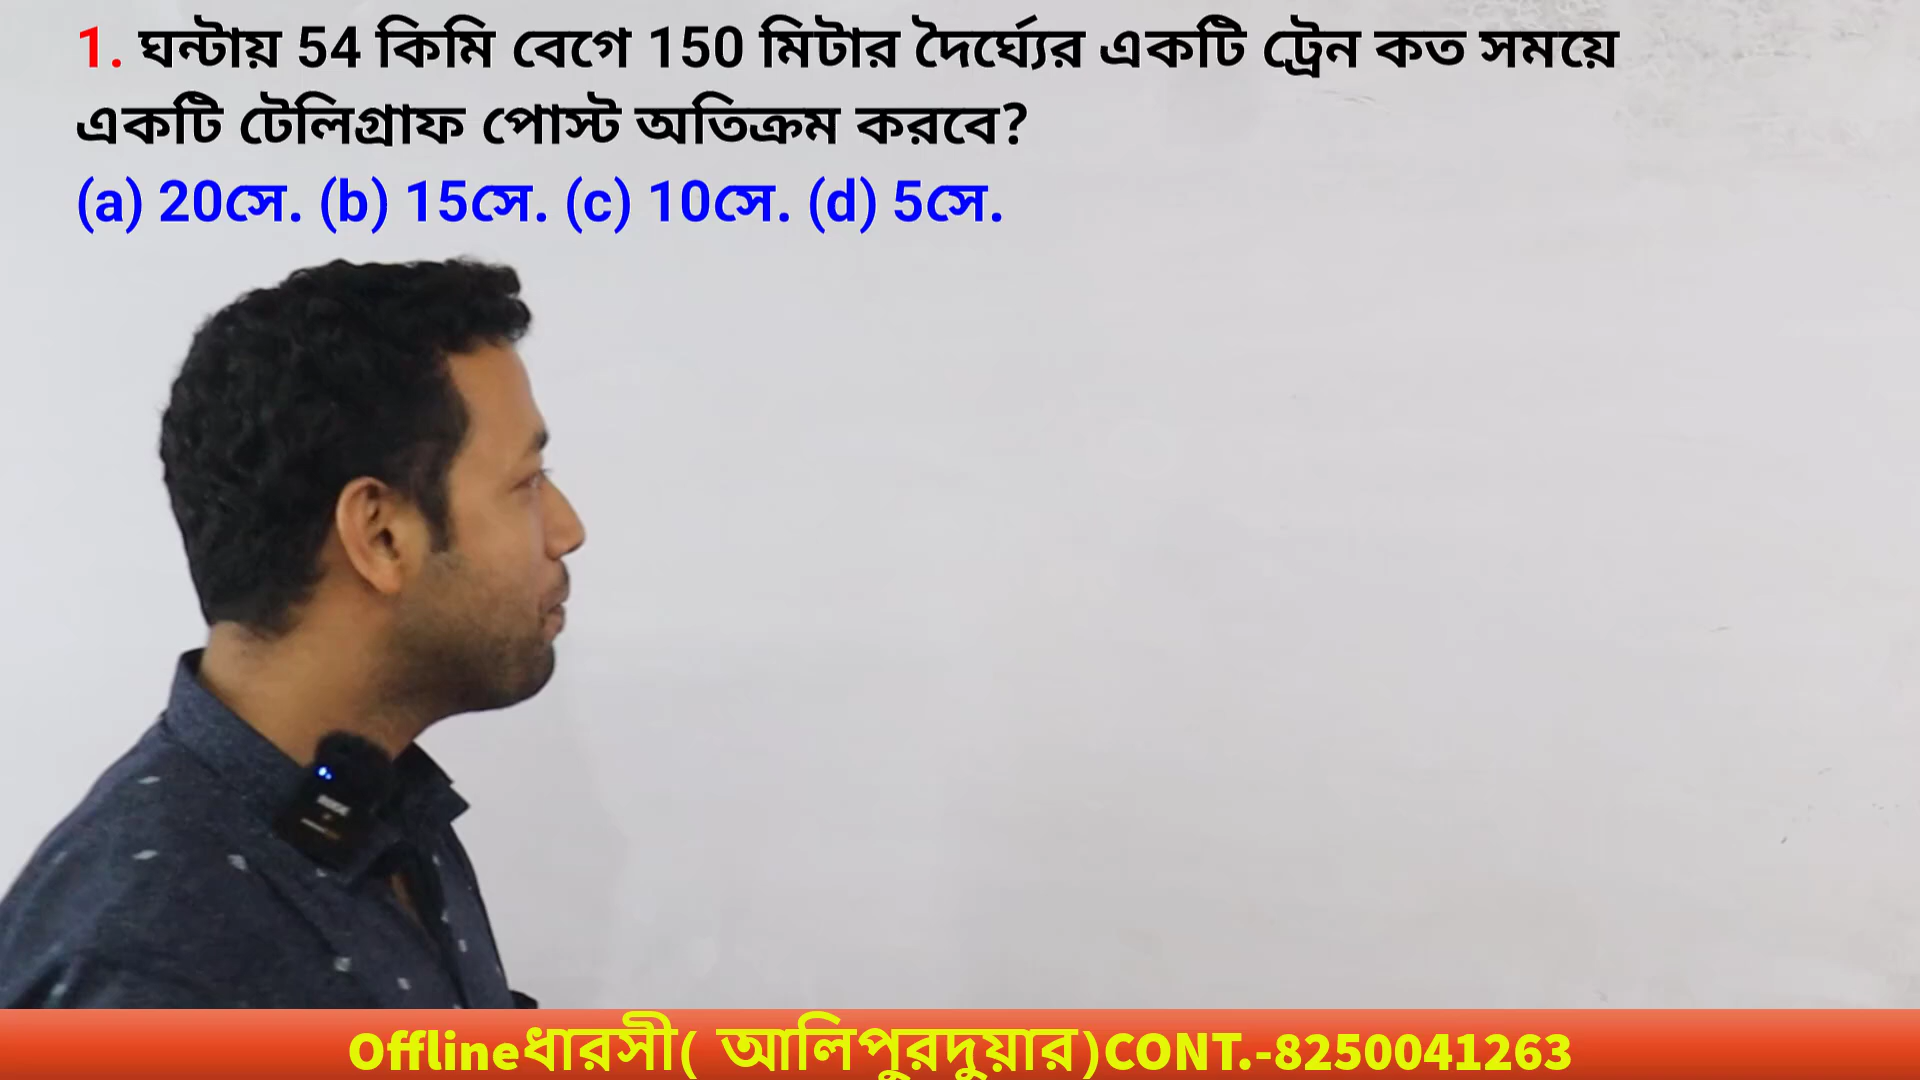 1. ঘন্টায় 54 কিমি বেগে 150 মিটার দৈর্ঘ্যের একটি ট্রেন কত সময়ে
একটি টেলিগ্রাফ পোস্ট অতিক্রম করবে?
(a) 20সে. (b) 15সে. (c) 10সে. (d) 5সে.
Offlineধারসী( আলিপুরদুয়ার)CONT.-8250041263